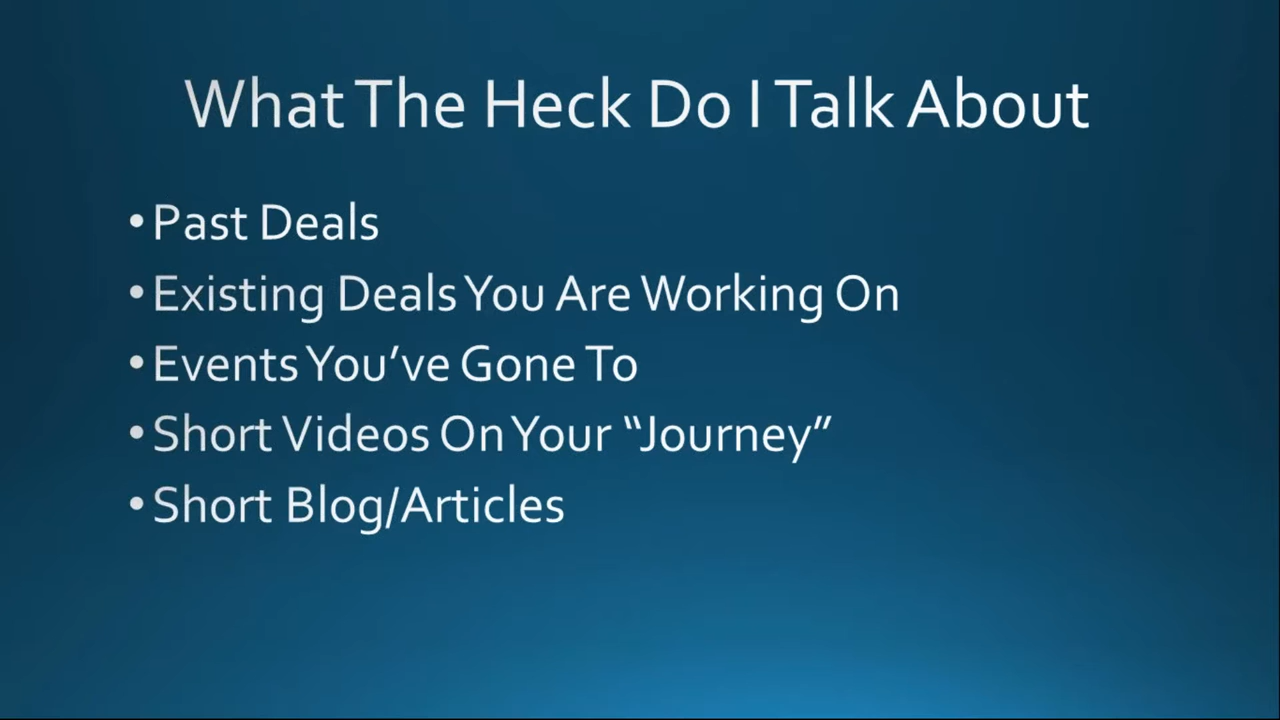 What The Heck Do I Talk About
•Past Deals
•Existing Deals You Are Working On
•Events You’ve Gone To
•Short Videos On Your “Journey”
•Short Blog/Articles